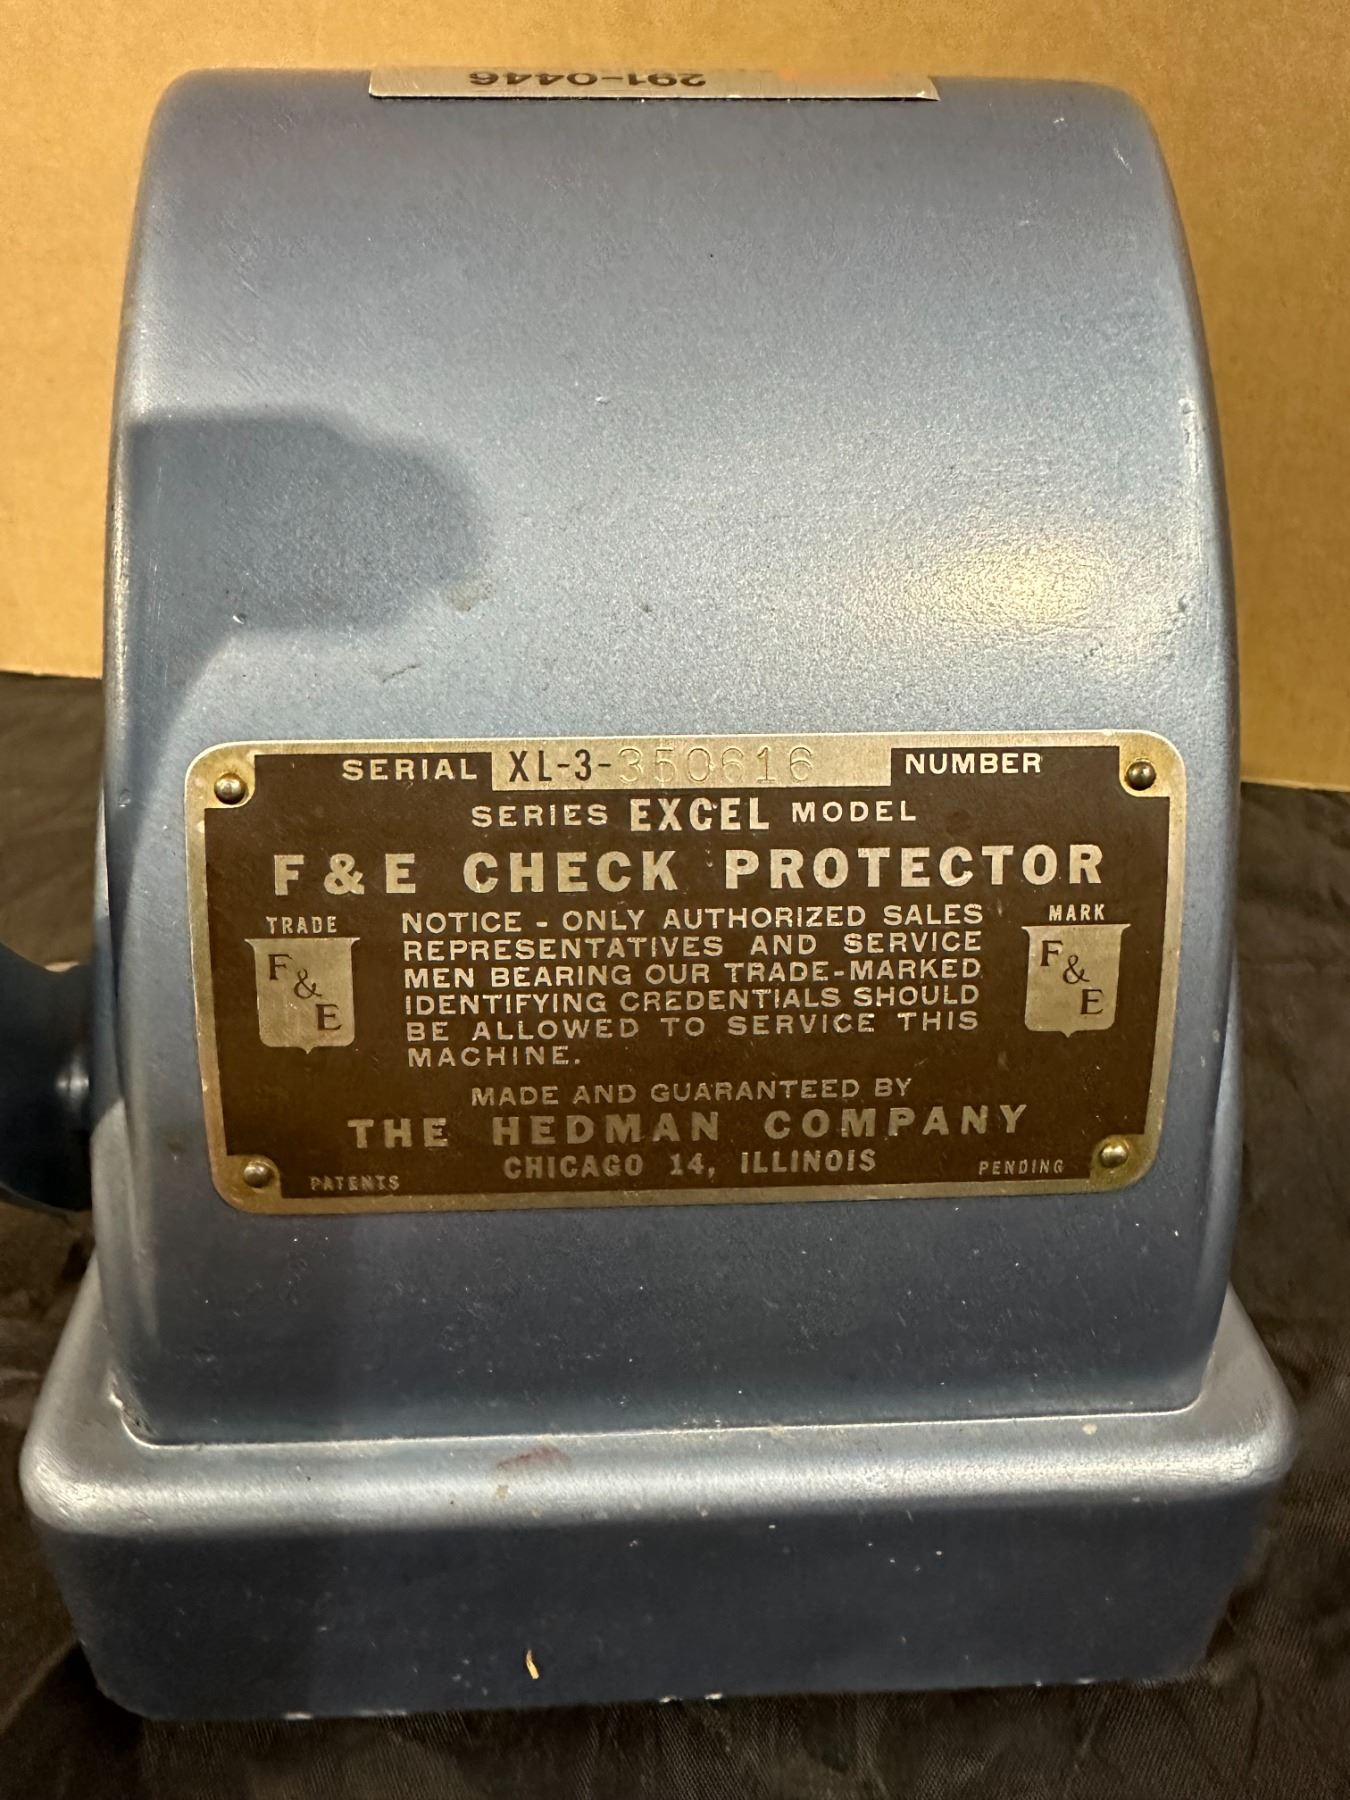 291-0446
SERIAL XL-3-350616 NUMBER
SERIES EXCEL MODEL
F & E CHECK PROTECTOR
TRADE
F & E
NOTICE - ONLY AUTHORIZED SALES
REPRESENTATIVES AND SERVICE
MEN BEARING OUR TRADE-MARKED
IDENTIFYING CREDENTIALS SHOULD
BE ALLOWED TO SERVICE THIS
MACHINE.
MARK
F & E
MADE AND GUARANTEED BY
THE HEDMAN COMPANY
CHICAGO 14, ILLINOIS
PATENTS PENDING